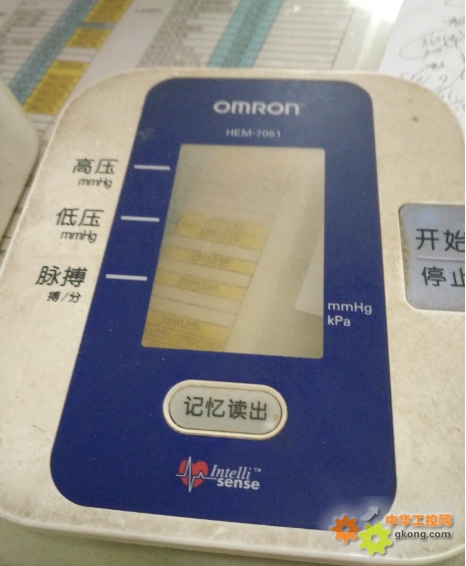 OMRON
HEM-7051
高压
mmHg
低压
mmHg
脉搏
搏/分
开始
停止
mmHg
kPa
记忆读出
Intelli™
sense
中华工控网
gkong.com